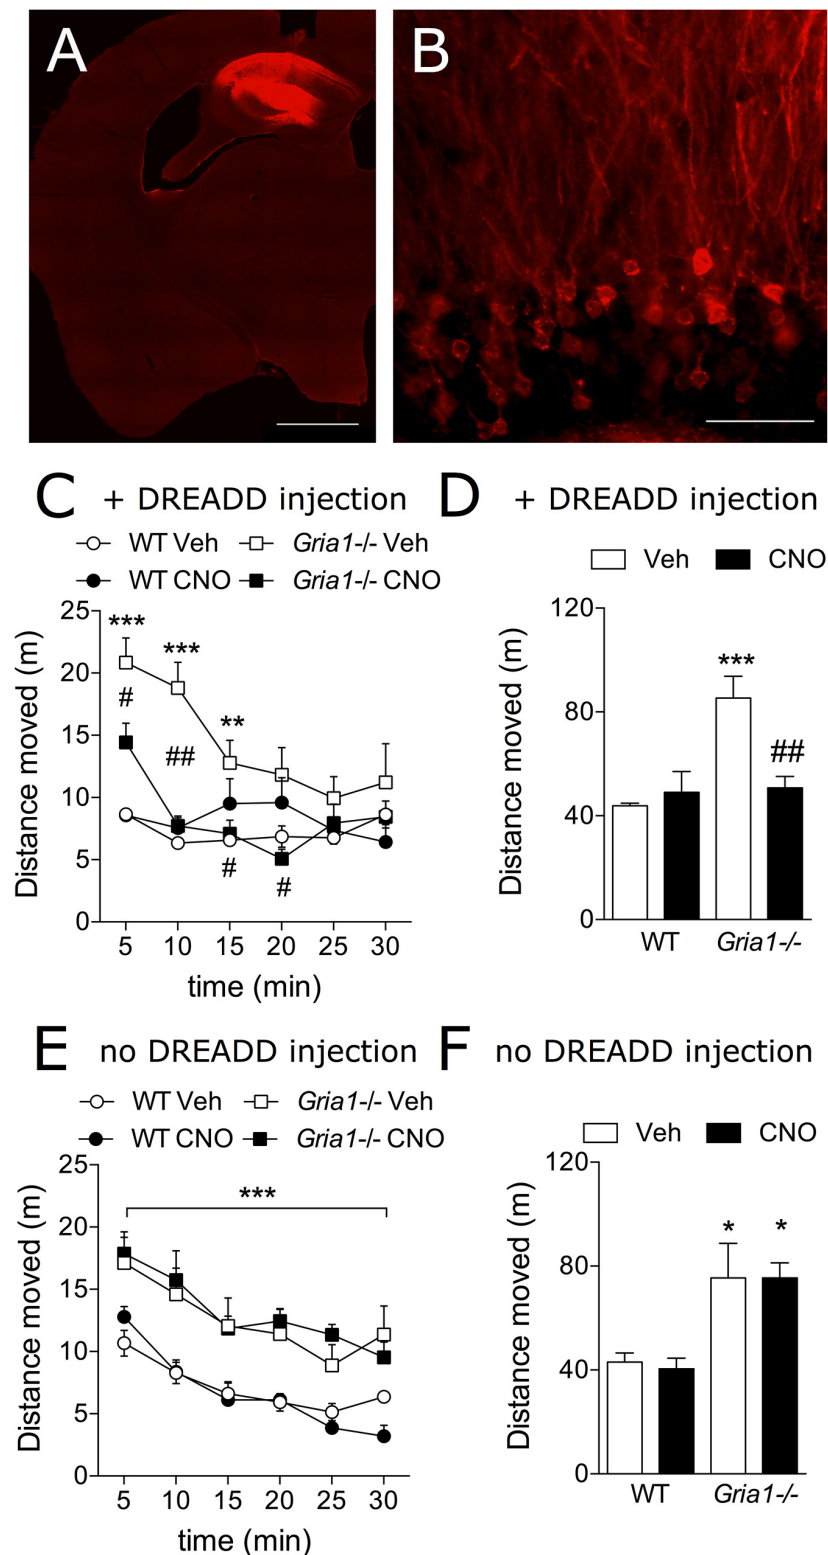 A
B
C + DREADD injection
WT Veh Gria1-/- Veh
WT CNO Gria1-/- CNO
Distance moved (m)
25
20
15
10
5
0
***
#
***
##
**
#
#
5 10 15 20 25 30
time (min)
D + DREADD injection
Veh CNO
Distance moved (m)
120
80
40
0
***
##
WT Gria1-/-
E no DREADD injection
WT Veh Gria1-/- Veh
WT CNO Gria1-/- CNO
Distance moved (m)
25
20
15
10
5
0
***
5 10 15 20 25 30
time (min)
F no DREADD injection
Veh CNO
Distance moved (m)
120
80
40
0
* *
WT Gria1-/-